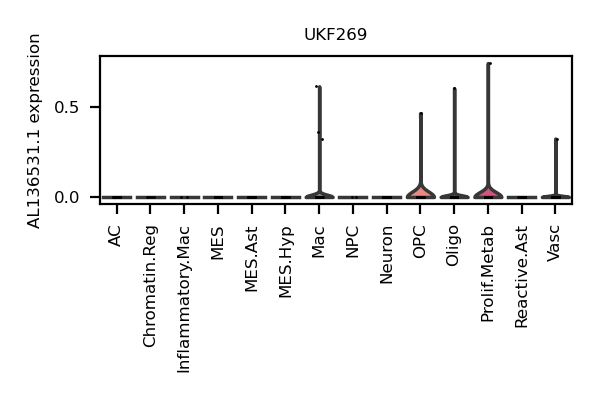 UKF269
AL136531.1 expression
0.5
0.0
AC
Chromatin.Reg
Inflammatory.Mac
MES
MES.Ast
MES.Hyp
Mac
NPC
Neuron
OPC
Oligo
Prolif.Metab
Reactive.Ast
Vasc